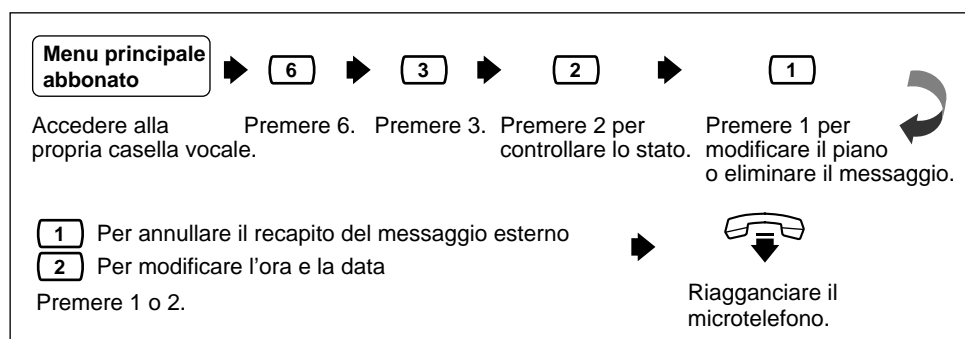 Menu principale
abbonato
6
3
2
1
Accedere alla
propria casella vocale.
Premere 6.
Premere 3.
Premere 2 per
controllare lo stato.
Premere 1 per
modificare il piano
o eliminare il messaggio.
1 Per annullare il recapito del messaggio esterno
2 Per modificare l'ora e la data
Premere 1 o 2.
Riagganciare il
microtelefono.